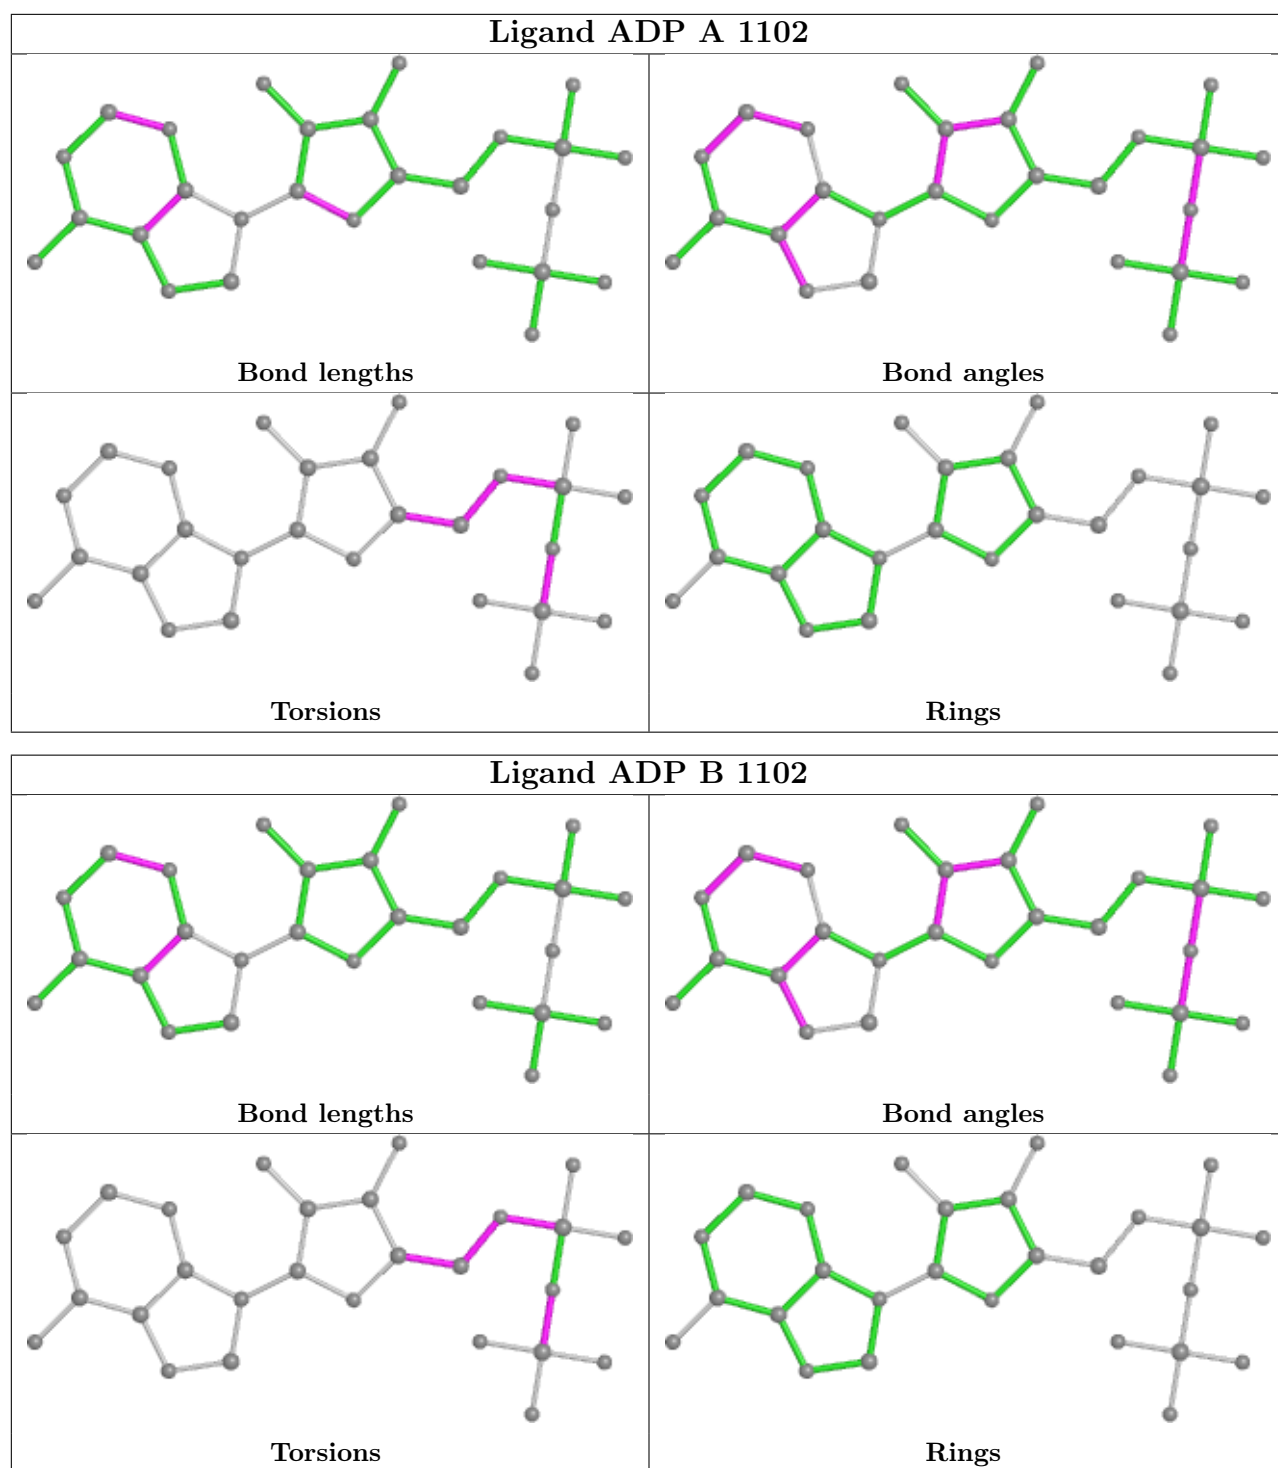 Ligand ADP A 1102
Bond lengths
Bond angles
Torsions
Rings
Ligand ADP B 1102
Bond lengths
Bond angles
Torsions
Rings